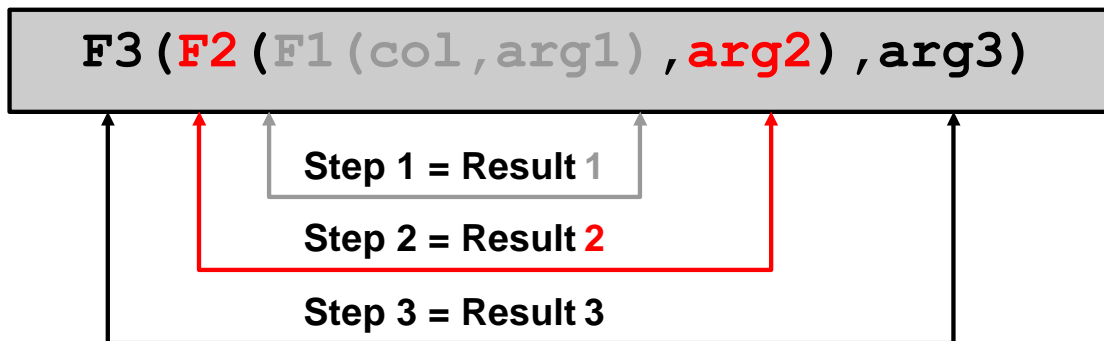 F3(F2(F1(col,arg1),arg2),arg3)
Step 1 = Result 1
Step 2 = Result 2
Step 3 = Result 3